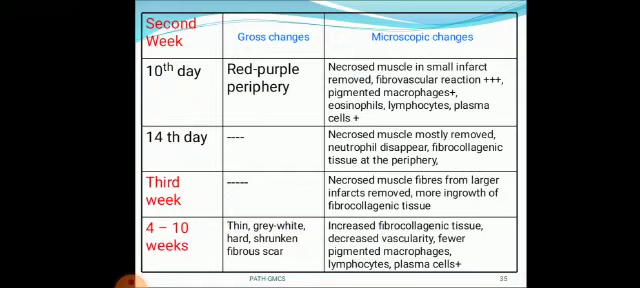 Second
Week
Gross changes
Microscopic changes
10th day
Red-purple
periphery
Necrosed muscle in small infarct
removed, fibrovascular reaction +++,
pigmented macrophages+,
eosinophils, lymphocytes, plasma
cells +
14 th day
----
Necrosed muscle mostly removed,
neutrophil disappear, fibrocollagenic
tissue at the periphery,
Third
week
-----
Necrosed muscle fibres from larger
infarcts removed, more ingrowth of
fibrocollagenic tissue
4 – 10
weeks
Thin, grey-white,
hard, shrunken
fibrous scar
Increased fibrocollagenic tissue,
decreased vascularity, fewer
pigmented macrophages,
lymphocytes, plasma cells+
PATH-GMCS
35